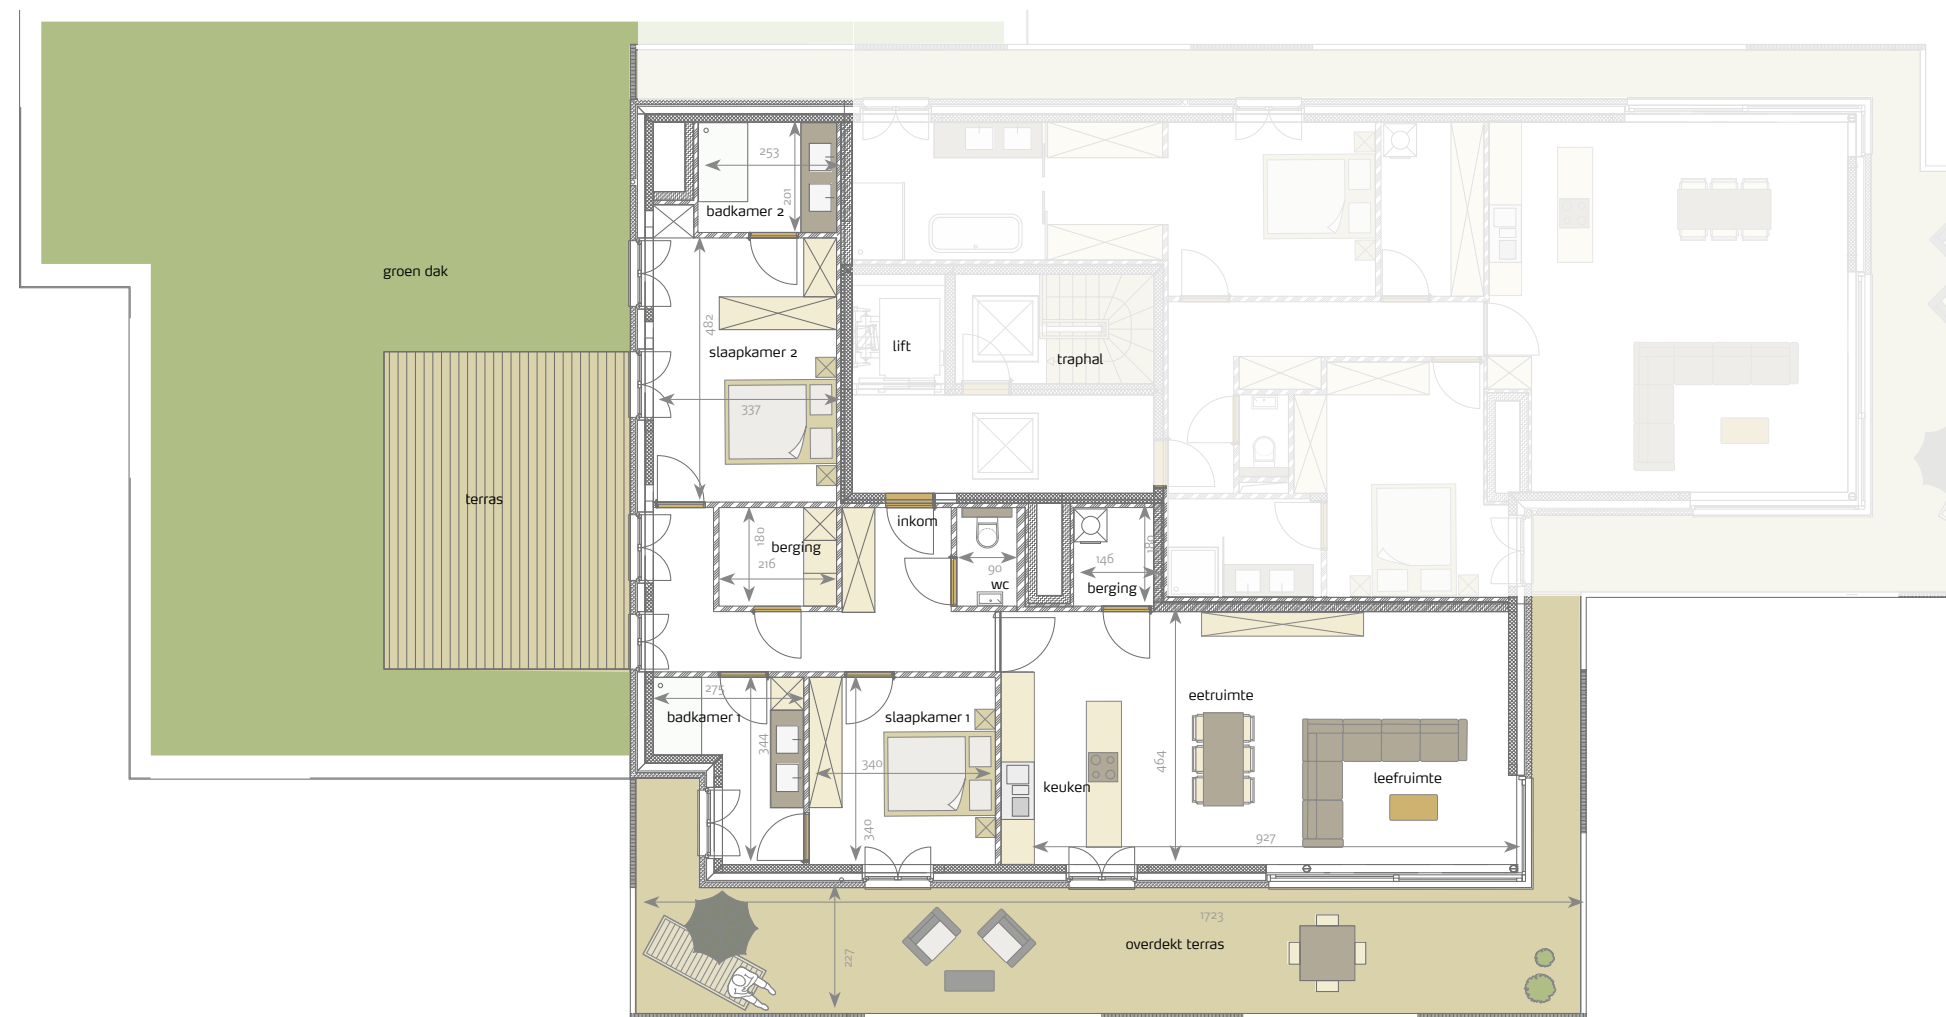 253
201
badkamer 2
groen dak
482
lift
slaapkamer 2
traphal
337
terras
inkom
180
berging
216
90
wc
146
180
berging
275
badkamer 1
344
slaapkamer 1
340
340
eetruimte
464
keuken
leefruimte
927
1723
overdekt terras
227